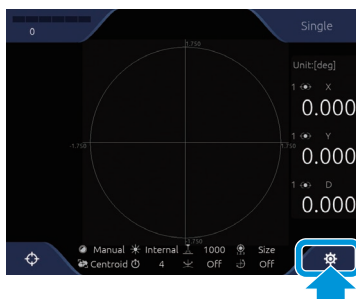 0
Single
1.750
Unit:[deg]
1 X
0.000
-1.750
1.750
1 Y
0.000
1 D
0.000
-1.750
Manual Internal 1000 Size
Centroid 4 Off Off